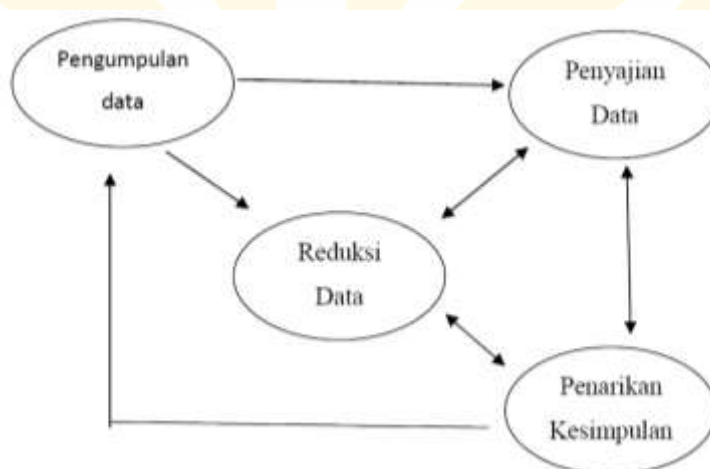 Pengumpulan
data
Penyajian
Data
Reduksi
Data
Penarikan
Kesimpulan